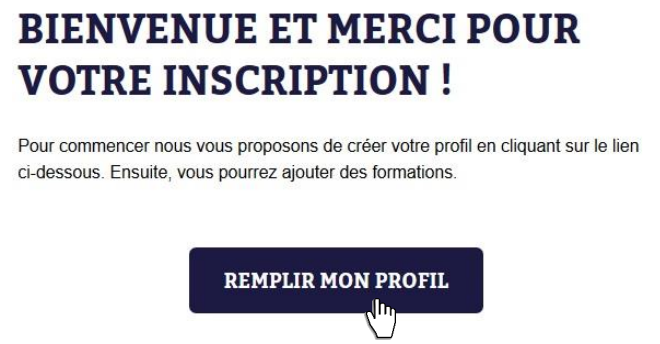 BIENVENUE ET MERCI POUR
VOTRE INSCRIPTION !
Pour commencer nous vous proposons de créer votre profil en cliquant sur le lien
ci-dessous. Ensuite, vous pourrez ajouter des formations.
REMPLIR MON PROFIL